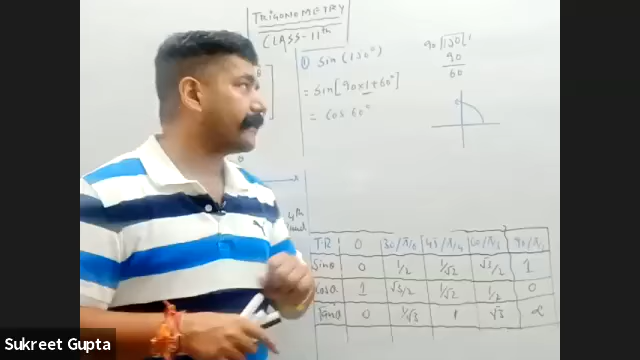 TRIGONOMETRY
CLASS-11th
① Sin (150°)
= Sin [90×1+60°]
= Cos 60°
90 150 1
90
60
B
0
4th
T.R 0 30/π/6 45/π/4 60/π/3 90/π/2
Sinθ 0 1/2 1/√2 √3/2 1
Cosθ 1 √3/2 1/√2 1/2 0
Tanθ 0 1/√3 1 √3 ∝
Sukreet Gupta